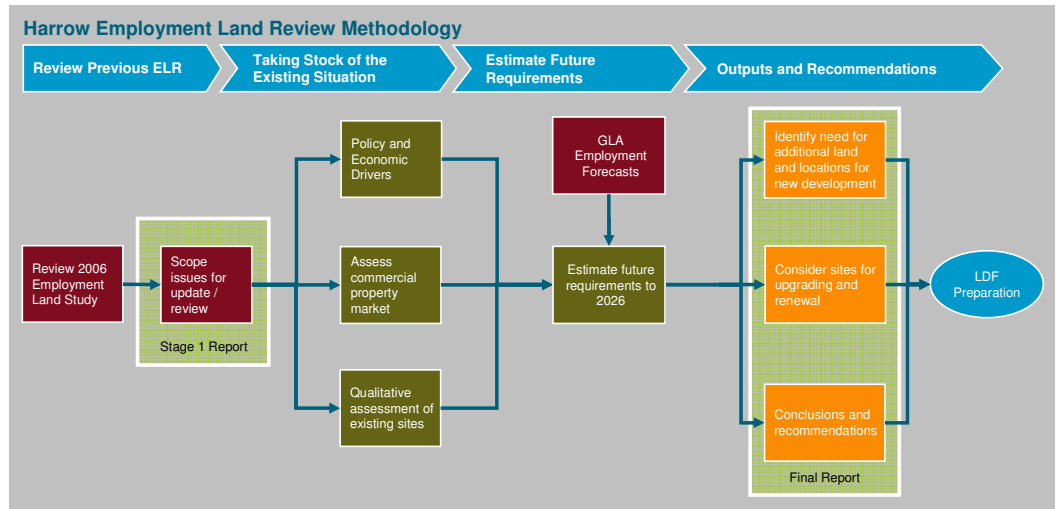 Harrow Employment Land Review Methodology
Review Previous ELR
Taking Stock of the
Existing Situation
Estimate Future
Requirements
Outputs and Recommendations
Review 2006
Employment
Land Study
Scope
issues for
update /
review
Stage 1 Report
Policy and
Economic
Drivers
Assess
commercial
property
market
Qualitative
assessment of
existing sites
GLA
Employment
Forecasts
Estimate future
requirements to
2026
Identify need for
additional land
and locations for
new development
Consider sites for
upgrading and
renewal
Conclusions and
recommendations
Final Report
LDF
Preparation